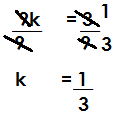 9k = 3 1
9 9 3
k = 1
3